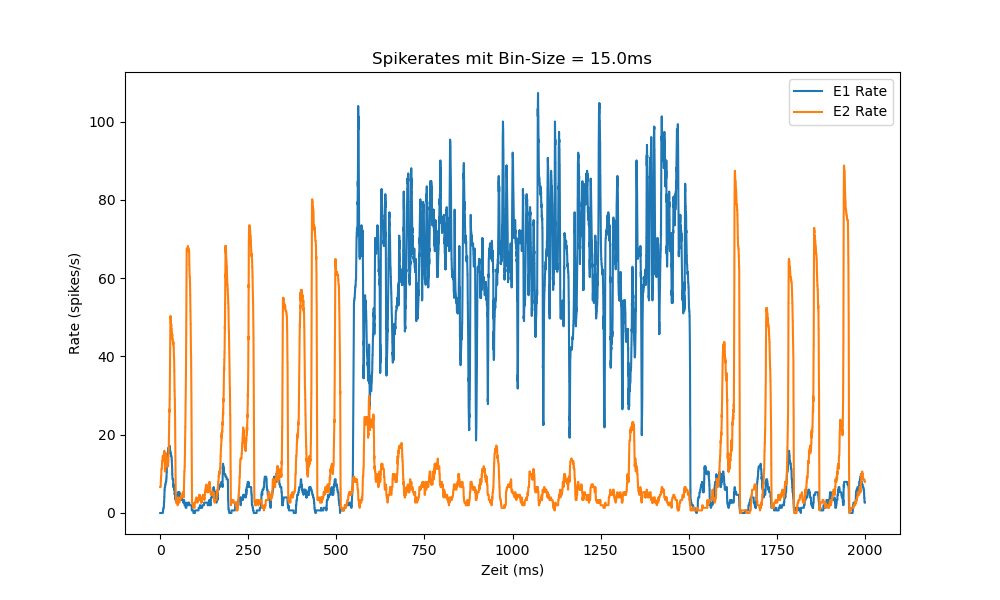 Spikerates mit Bin-Size = 15.0ms
E1 Rate
E2 Rate
Rate (spikes/s)
100
80
60
40
20
0
0 250 500 750 1000 1250 1500 1750 2000
Zeit (ms)